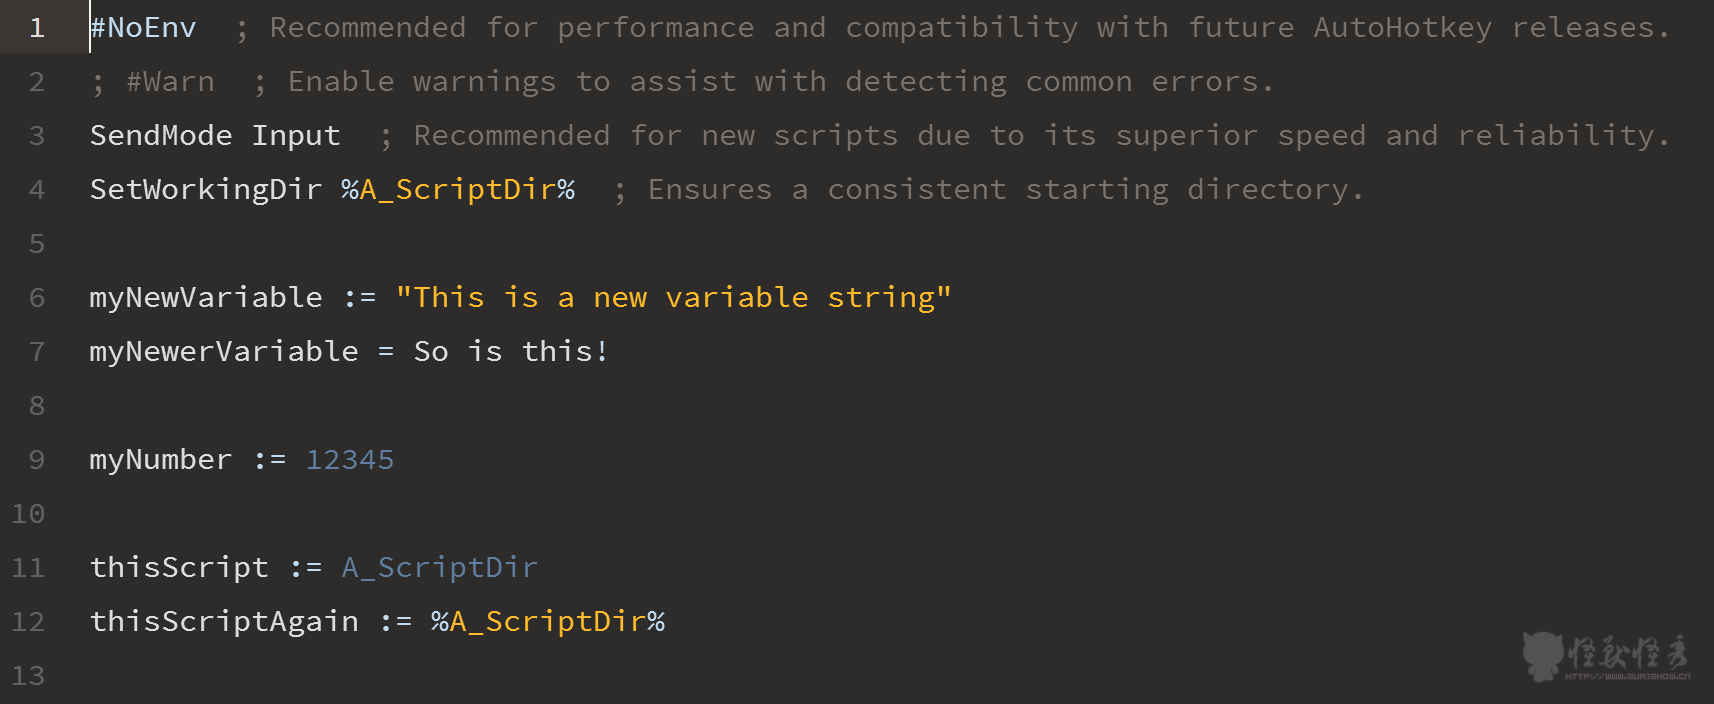 1 #NoEnv ; Recommended for performance and compatibility with future AutoHotkey releases.
2 ; #Warn ; Enable warnings to assist with detecting common errors.
3 SendMode Input ; Recommended for new scripts due to its superior speed and reliability.
4 SetWorkingDir %A_ScriptDir% ; Ensures a consistent starting directory.
5
6 myNewVariable := "This is a new variable string"
7 myNewerVariable = So is this!
8
9 myNumber := 12345
10
11 thisScript := A_ScriptDir
12 thisScriptAgain := %A_ScriptDir%
13
怪兽怪秀
HTTP://WWW.GURISHOW.CN